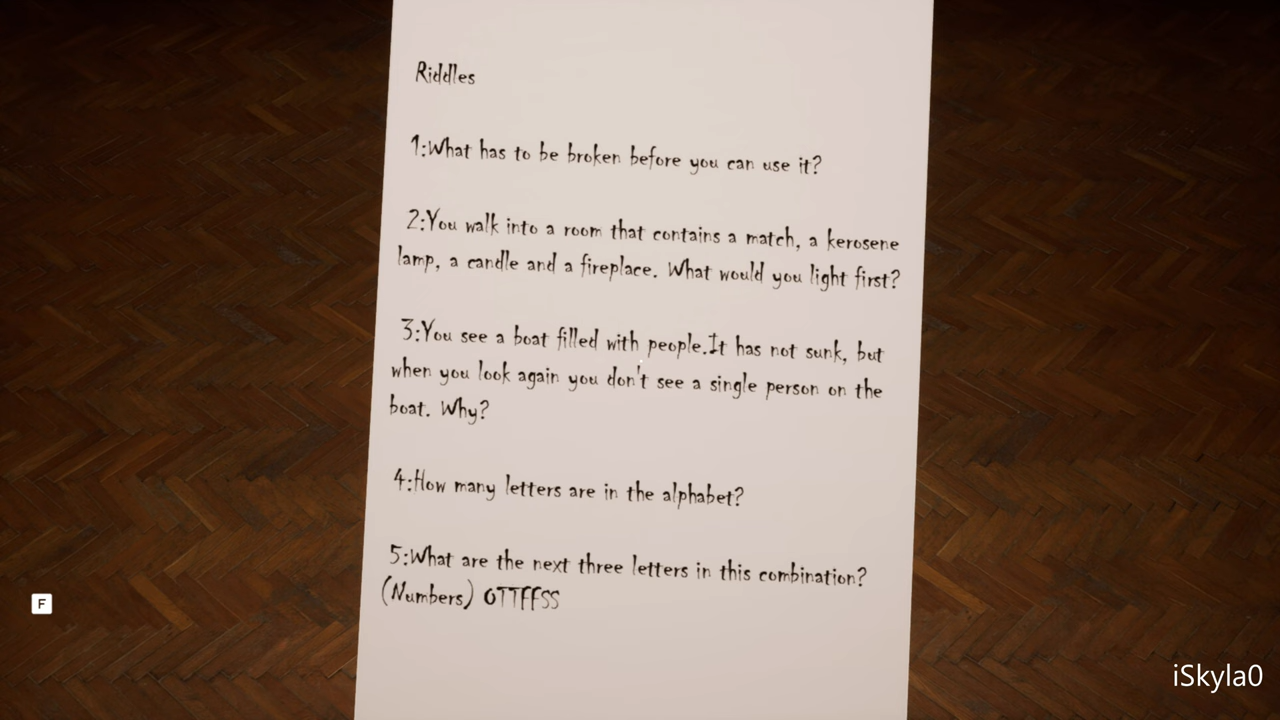 Riddles
1:What has to be broken before you can use it?
2:You walk into a room that contains a match, a kerosene
lamp, a candle and a fireplace. What would you light first?
3:You see a boat filled with people.It has not sunk, but
when you look again you don't see a single person on the
boat. Why?
4:How many letters are in the alphabet?
5:What are the next three letters in this combination?
(Numbers) OTTFFSS
F
iSkyla0